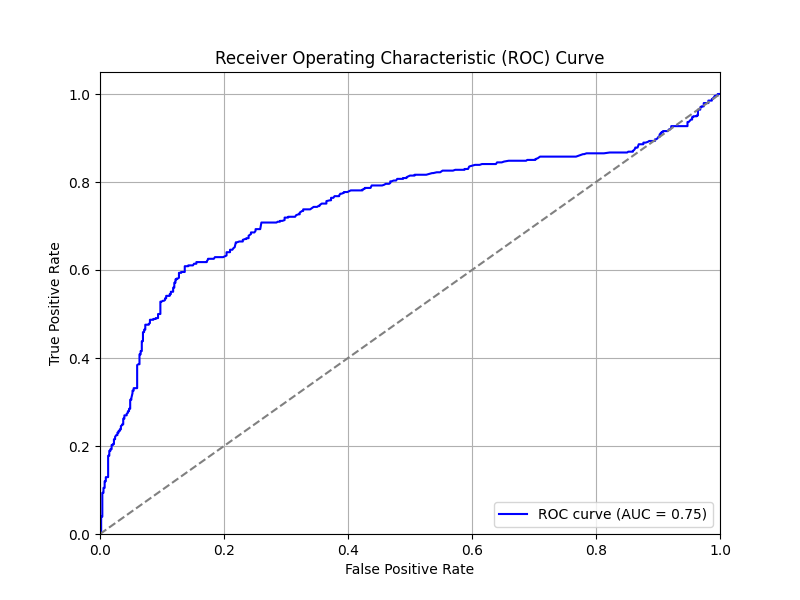 Receiver Operating Characteristic (ROC) Curve
1.0
0.8
0.6
0.4
0.2
0.0
True Positive Rate
ROC curve (AUC = 0.75)
0.0 0.2 0.4 0.6 0.8 1.0
False Positive Rate